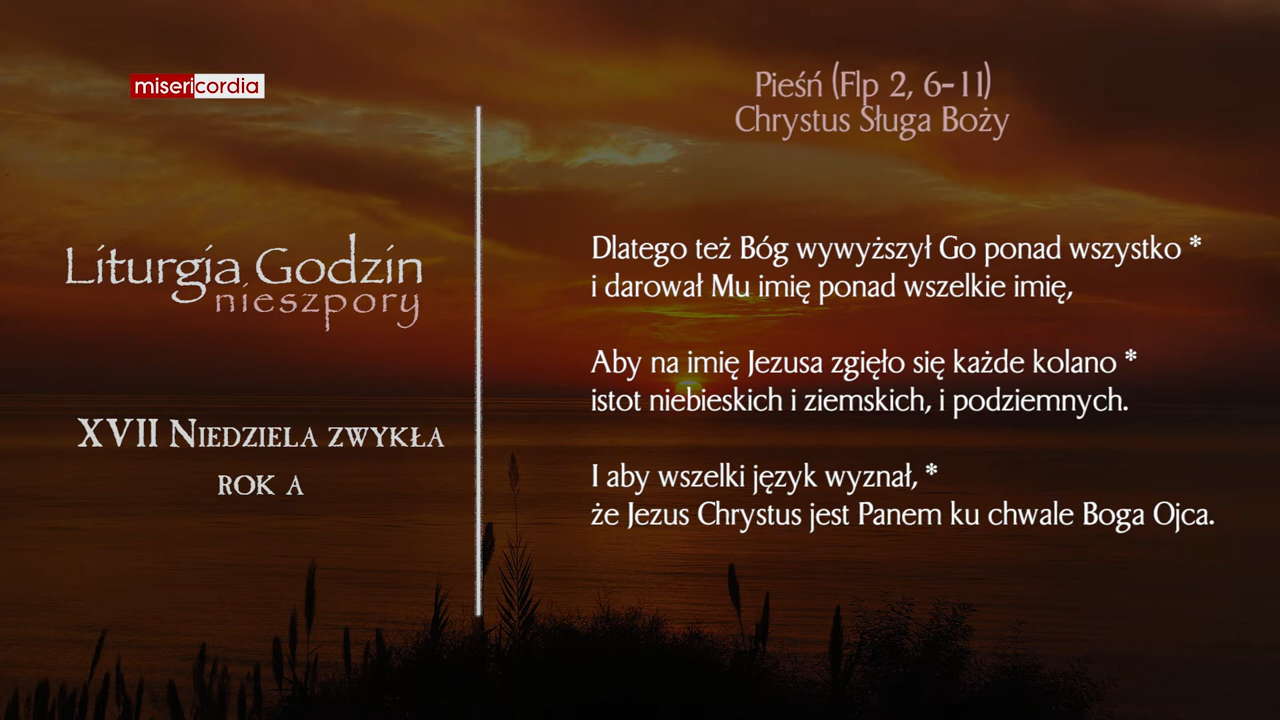 misericordia
Liturgia Godzin
nieszpory
XVII Niedziela zwykła
rok a
Pieśń (Flp 2, 6-11)
Chrystus Sługa Boży
Dlatego też Bóg wywyższył Go ponad wszystko *
i darował Mu imię ponad wszelkie imię,
Aby na imię Jezusa zgięło się każde kolano *
istot niebieskich i ziemskich, i podziemnych.
I aby wszelki język wyznał, *
że Jezus Chrystus jest Panem ku chwale Boga Ojca.